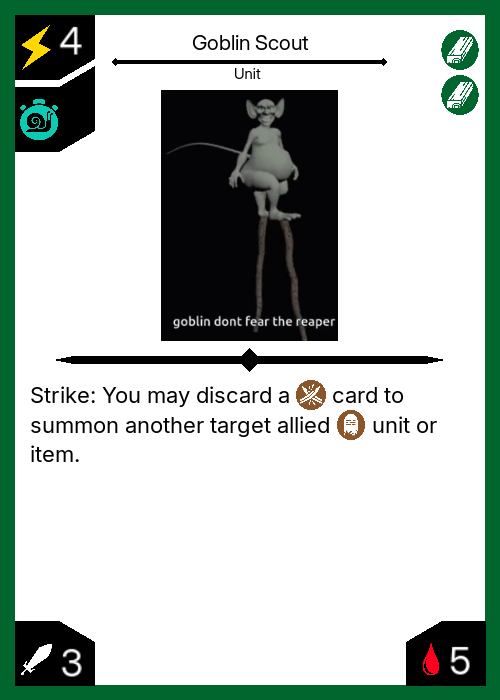 4
Goblin Scout
Unit
goblin dont fear the reaper
Strike: You may discard a card to
summon another target allied unit or
item.
3
5